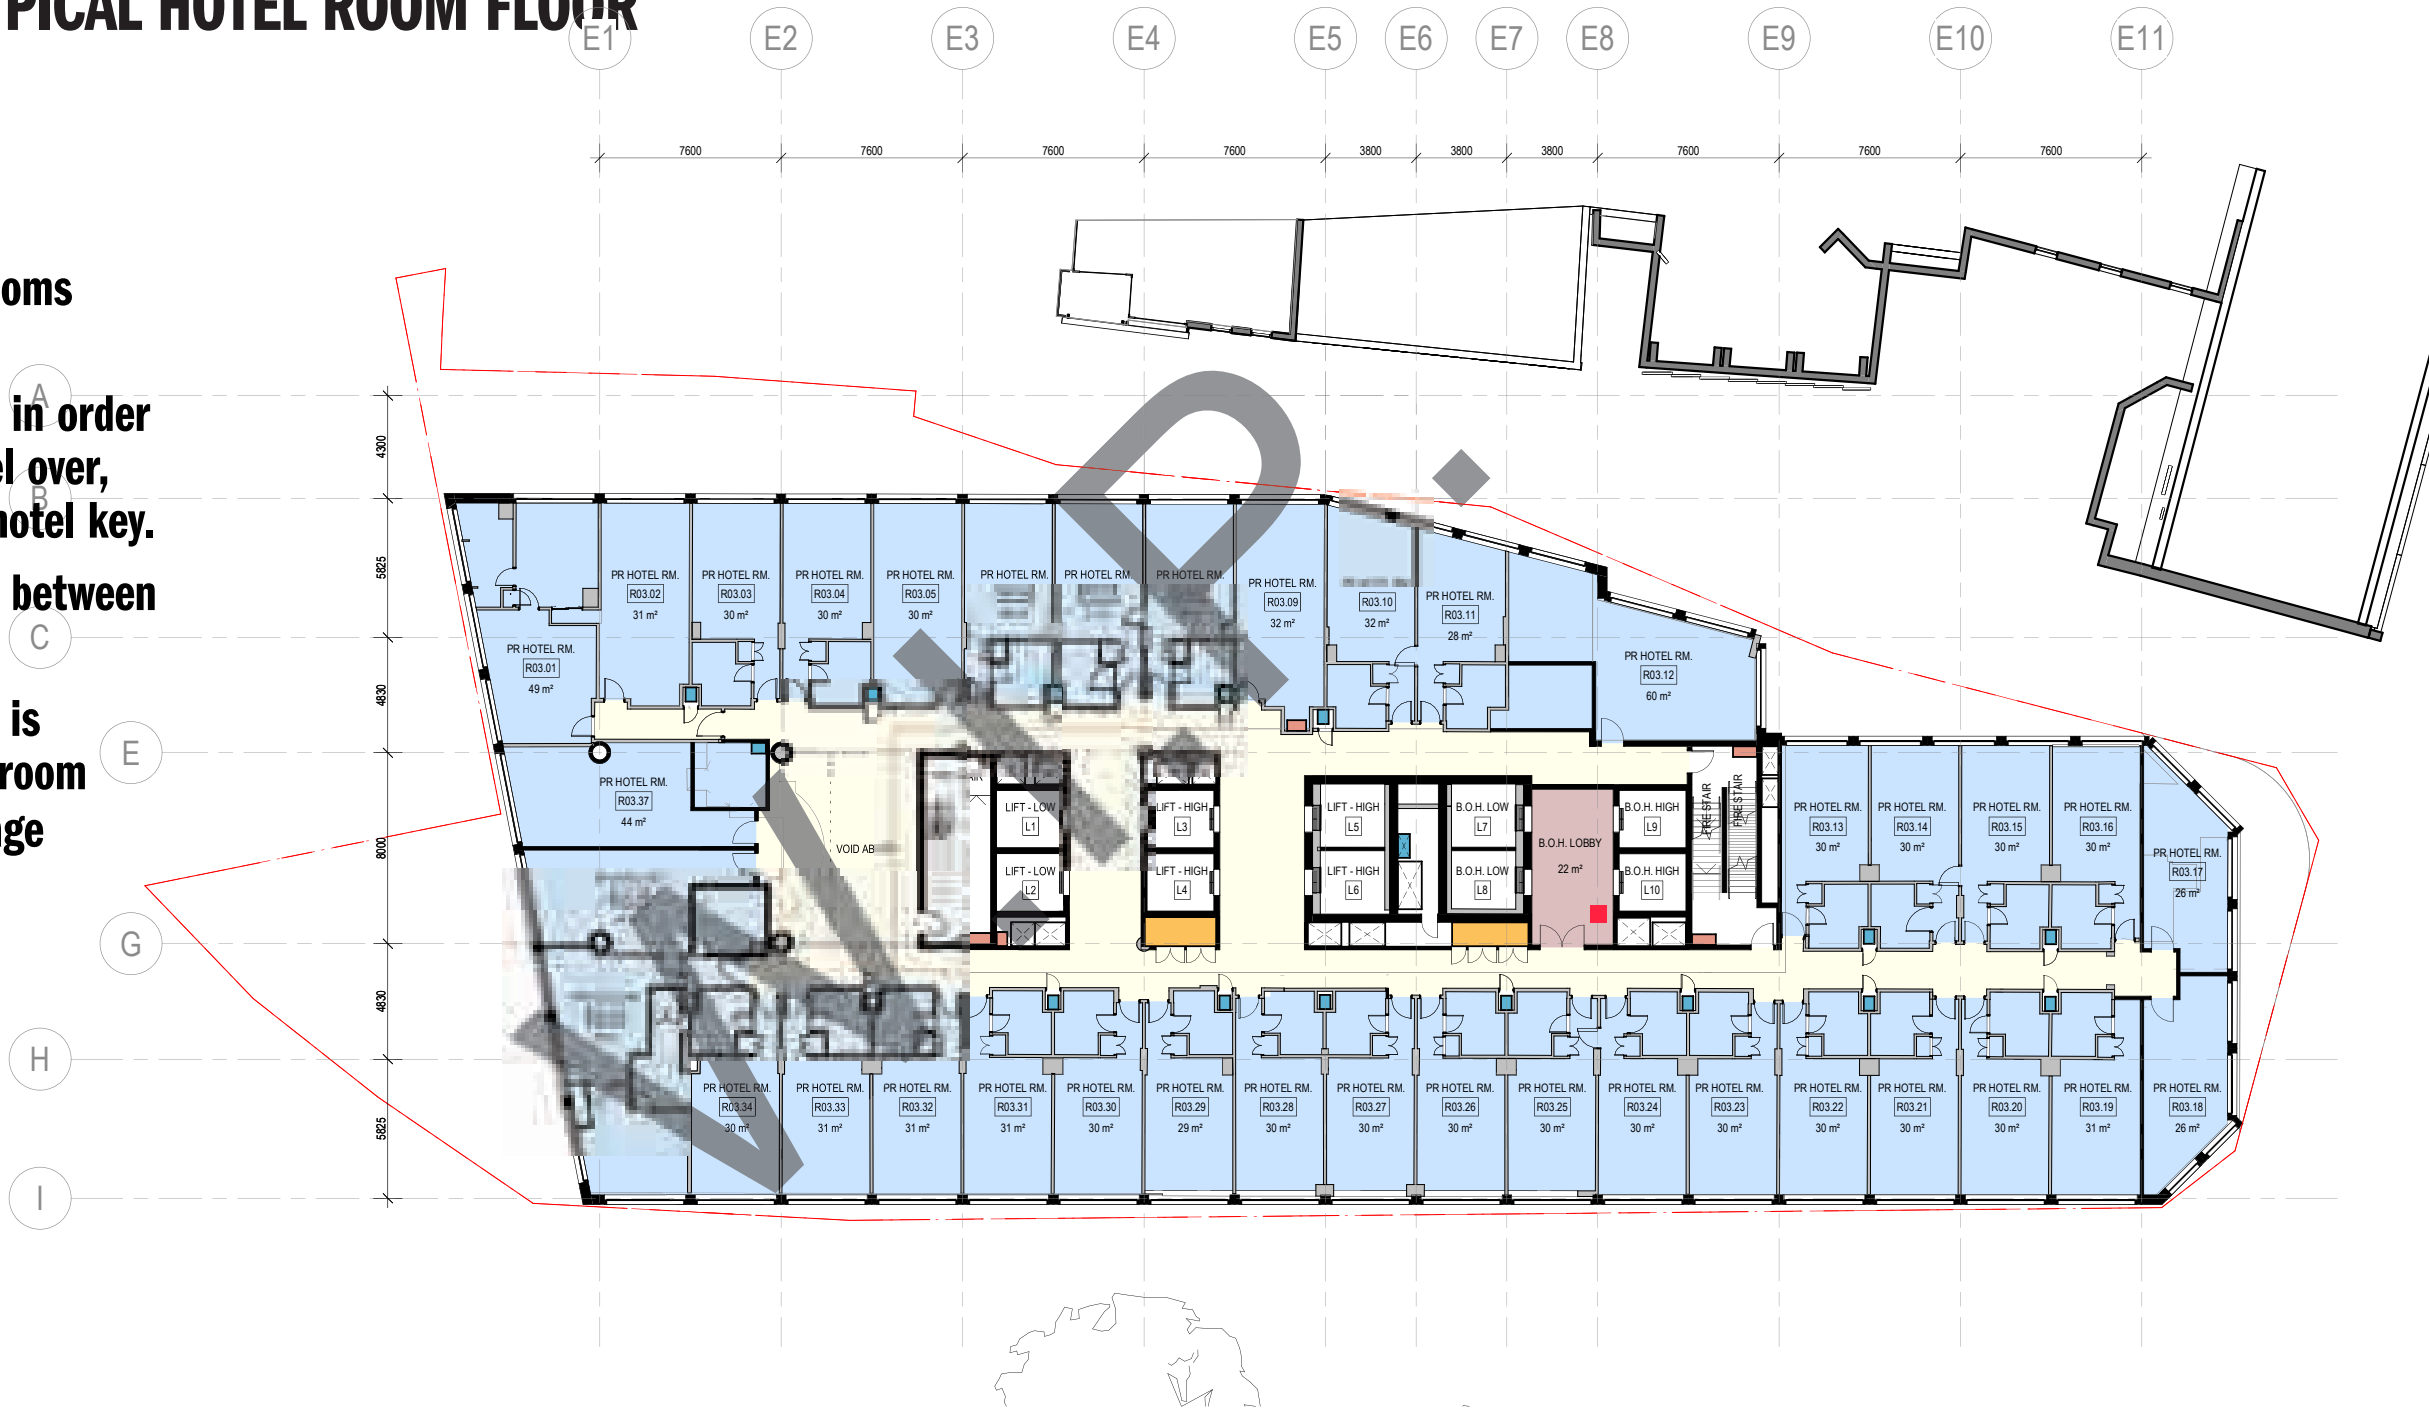 PICAL HOTEL ROOM FLOOR
E1 E2 E3 E4 E5 E6 E7 E8 E9 E10 E11
7600 7600 7600 7600 3800 3800 3800 7600 7600 7600
ooms
in order
el over,
hotel key.
between
is
room
age
A
B
C
E
G
H
I
4300
5825
4830
8000
4830
5825
PR HOTEL RM.
R03.01
49 m²
PR HOTEL RM.
R03.02
31 m²
PR HOTEL RM.
R03.03
30 m²
PR HOTEL RM.
R03.04
30 m²
PR HOTEL RM.
R03.05
30 m²
PR HOTEL RM.
PR HOTEL RM.
PR HOTEL RM.
PR HOTEL RM.
R03.09
32 m²
R03.10
32 m²
PR HOTEL RM.
R03.11
28 m²
PR HOTEL RM.
R03.12
60 m²
PR HOTEL RM.
R03.37
44 m²
VOID AB
LIFT - LOW
L1
LIFT - LOW
L2
LIFT - HIGH
L3
LIFT - HIGH
L4
LIFT - HIGH
L5
LIFT - HIGH
L6
B.O.H. LOW
L7
B.O.H. LOW
L8
B.O.H. LOBBY
22 m²
B.O.H. HIGH
L9
B.O.H. HIGH
L10
FIRE STAIR
FIRE STAIR
PR HOTEL RM.
R03.13
30 m²
PR HOTEL RM.
R03.14
30 m²
PR HOTEL RM.
R03.15
30 m²
PR HOTEL RM.
R03.16
30 m²
PR HOTEL RM.
R03.17
26 m²
PR HOTEL RM.
R03.34
30 m²
PR HOTEL RM.
R03.33
31 m²
PR HOTEL RM.
R03.32
31 m²
PR HOTEL RM.
R03.31
31 m²
PR HOTEL RM.
R03.30
30 m²
PR HOTEL RM.
R03.29
29 m²
PR HOTEL RM.
R03.28
30 m²
PR HOTEL RM.
R03.27
30 m²
PR HOTEL RM.
R03.26
30 m²
PR HOTEL RM.
R03.25
30 m²
PR HOTEL RM.
R03.24
30 m²
PR HOTEL RM.
R03.23
30 m²
PR HOTEL RM.
R03.22
30 m²
PR HOTEL RM.
R03.21
30 m²
PR HOTEL RM.
R03.20
30 m²
PR HOTEL RM.
R03.19
31 m²
PR HOTEL RM.
R03.18
26 m²